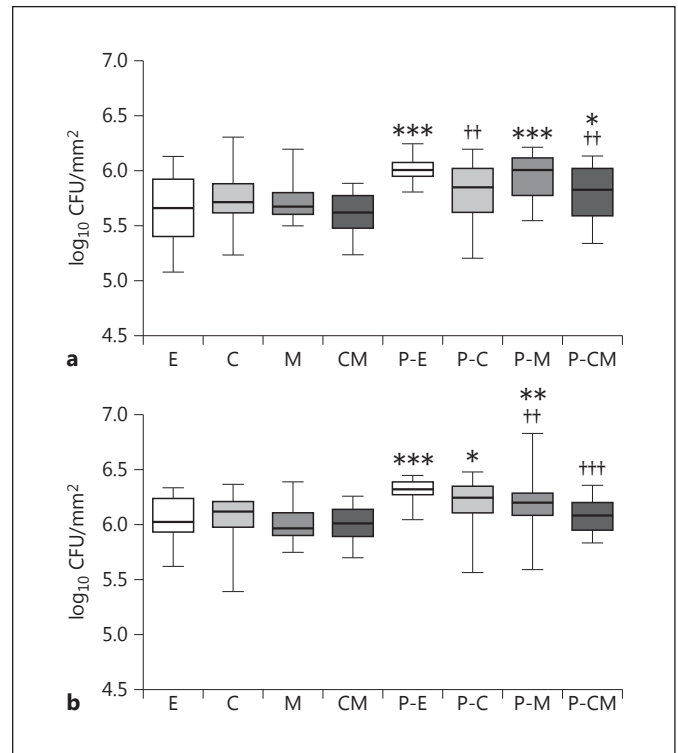 7.0
6.5
*** †† *** * ††
6.0
5.5
5.0
4.5
log₁₀ CFU/mm²
a E C M CM P-E P-C P-M P-CM
7.0
** ††
6.5
*** * †††
6.0
5.5
5.0
4.5
log₁₀ CFU/mm²
b E C M CM P-E P-C P-M P-CM